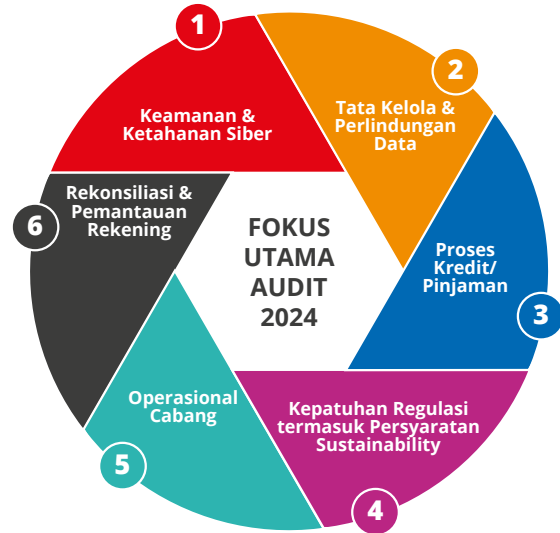 1
Keamanan &
Ketahanan Siber
2
Tata Kelola &
Perlindungan
Data
3
Proses
Kredit/
Pinjaman
4
Kepatuhan Regulasi
termasuk Persyaratan
Sustainability
5
Operasional
Cabang
6
Rekonsiliasi &
Pemantauan
Rekening
FOKUS
UTAMA
AUDIT
2024